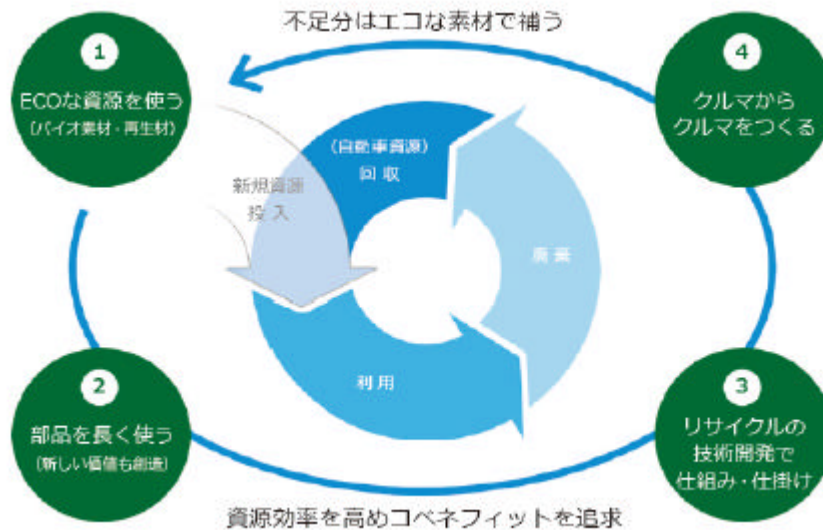 不足分はエコな素材で補う
1
ECOな資源を使う
(バイオ素材・再生材)
4
クルマから
クルマをつくる
(自動車資源)
回収
新規資源
投入
廃棄
利用
2
部品を長く使う
(新しい価値も創造)
3
リサイクルの
技術開発で
仕組み・仕掛け
資源効率を高めコベネフィットを追求